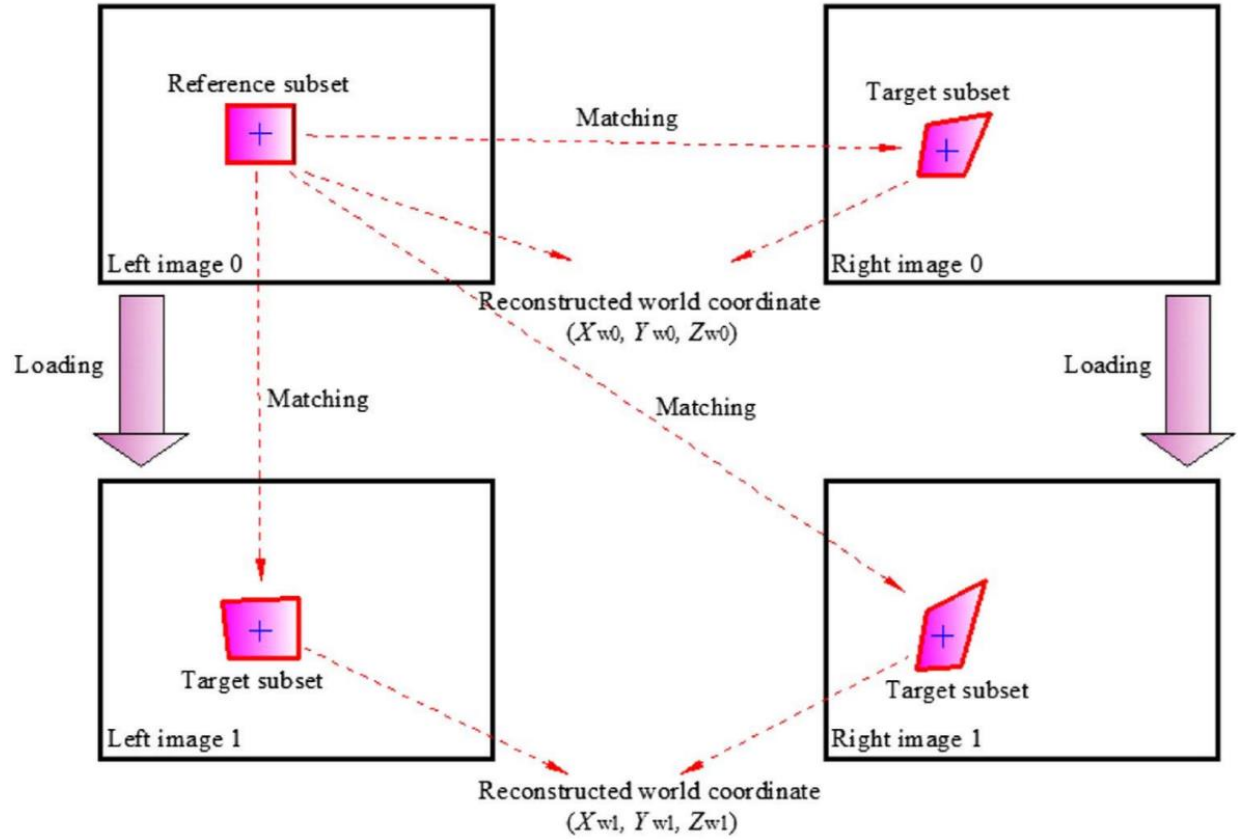 Reference subset
Target subset
Matching
Left image 0
Right image 0
Reconstructed world coordinate
(Xw0, Yw0, Zw0)
Loading
Loading
Matching
Matching
Target subset
Target subset
Left image 1
Right image 1
Reconstructed world coordinate
(Xw1, Yw1, Zw1)